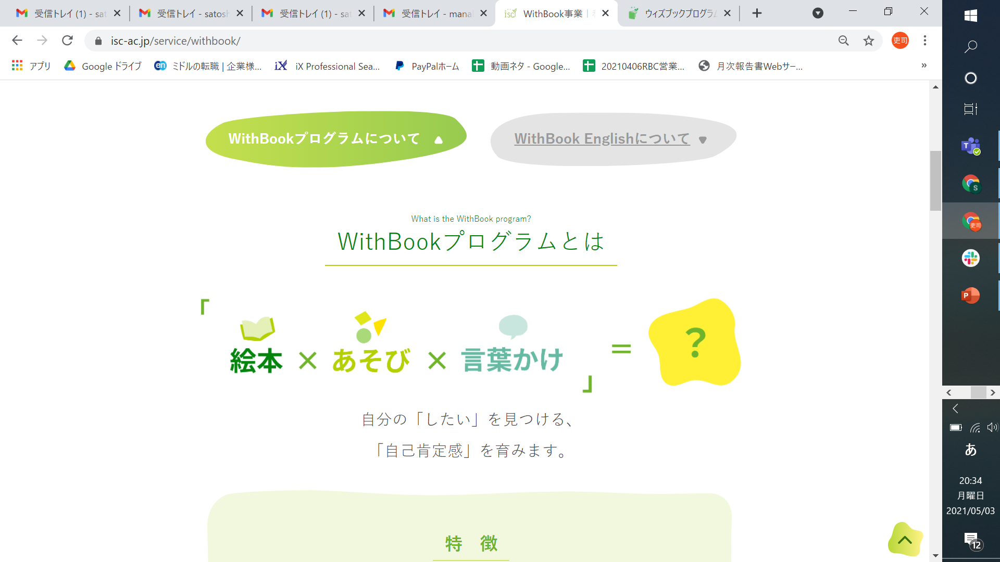 受信トレイ (1) - sat
受信トレイ - satosh
受信トレイ (1) - sat
受信トレイ - mana
WithBook事業 |
ウィズブックプログラム
isc-ac.jp/service/withbook/
吏司
アプリ
Google ドライブ
ミドルの転職 | 企業様...
iX Professional Sea...
PayPalホーム
動画ネタ - Google...
20210406RBC営業...
月次報告書Webサー...
»
WithBookプログラムについて
WithBook Englishについて
What is the WithBook program?
WithBookプログラムとは
「絵本 × あそび × 言葉かけ」 = ?
自分の「したい」を見つける、
「自己肯定感」を育みます。
特 徴
あ
20:34
月曜日
2021/05/03
12